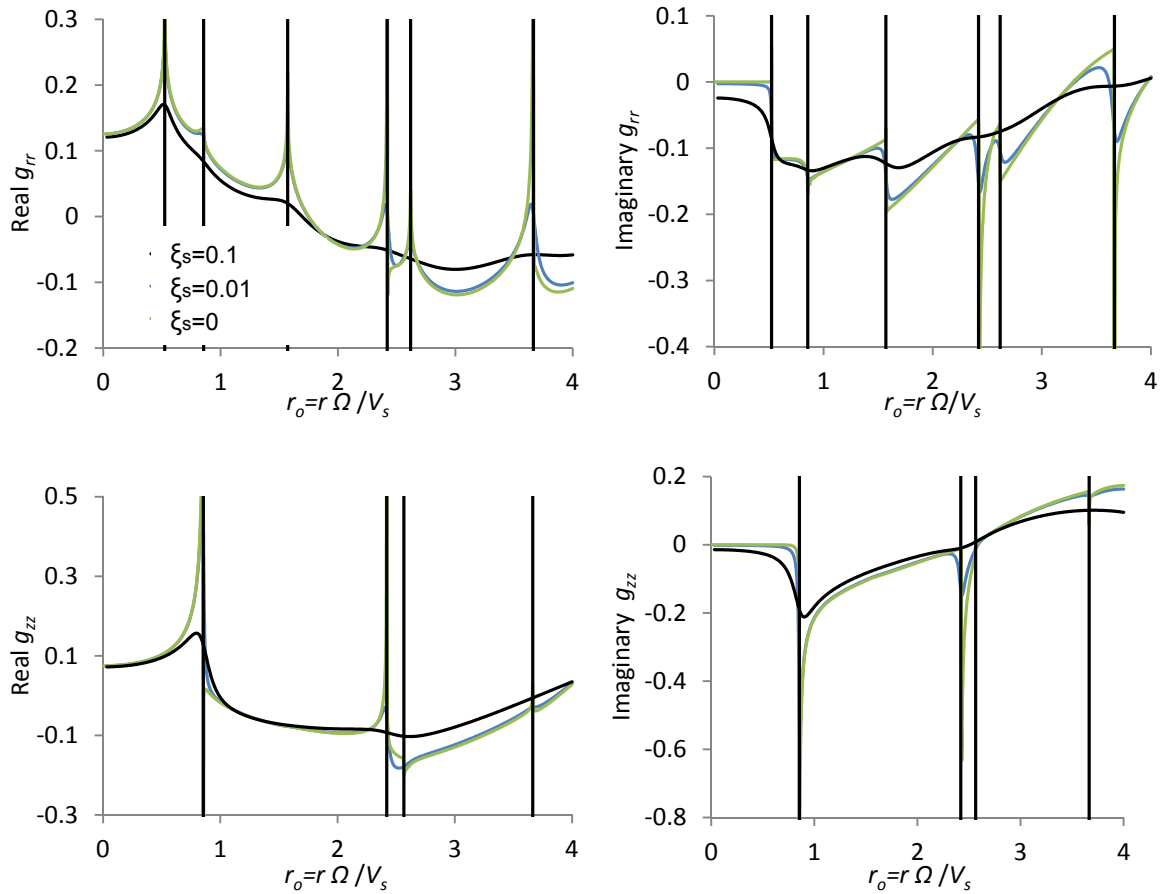 0.3
0.2
0.1
0
-0.1
-0.2
Real g_rr
ξs=0.1
ξs=0.01
ξs=0
0 1 2 3 4
r_o=r Ω /V_s
0.1
0
-0.1
-0.2
-0.3
-0.4
Imaginary g_rr
0 1 2 3 4
r_o=r Ω/V_s
0.5
0.3
0.1
-0.1
-0.3
Real g_zz
0 1 2 3 4
r_o=r Ω/V_s
0.2
0
-0.2
-0.4
-0.6
-0.8
Imaginary g_zz
0 1 2 3 4
r_o=r Ω/V_s